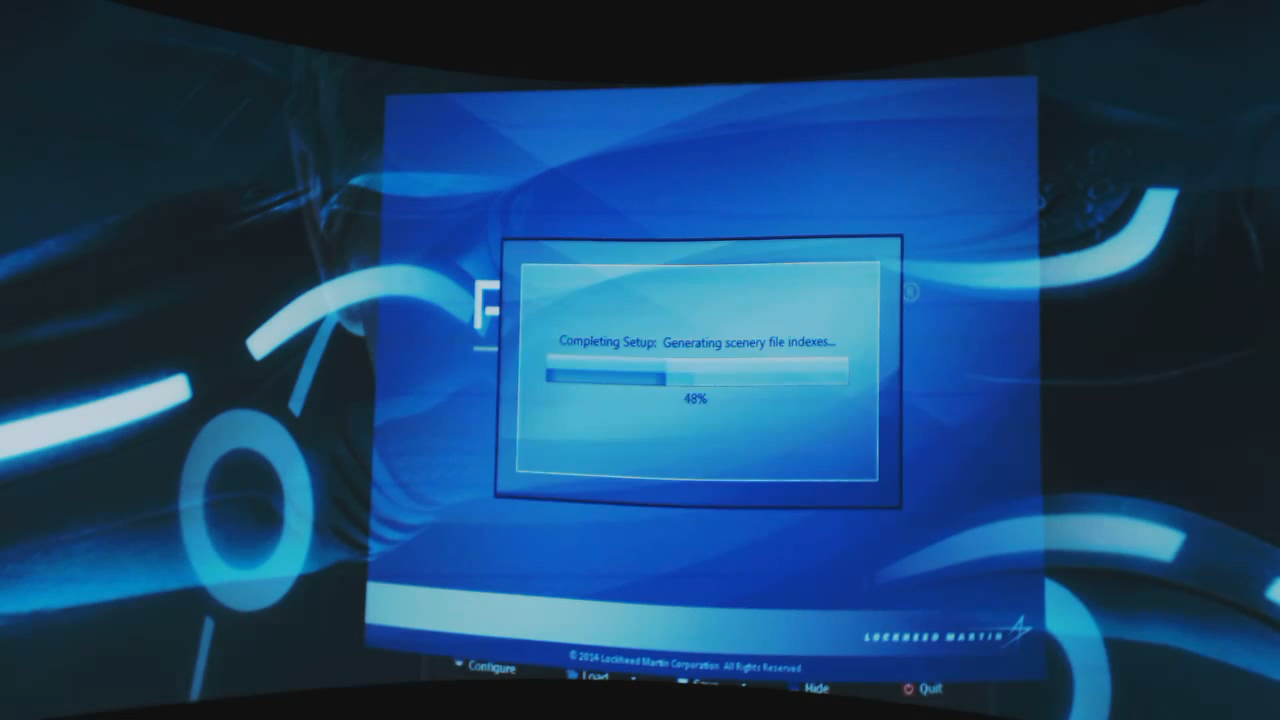 P
®
Completing Setup: Generating scenery file indexes...
48%
LOCKHEED MARTIN
© 2014 Lockheed Martin Corporation. All Rights Reserved.
Configure Load Save Hide Quit